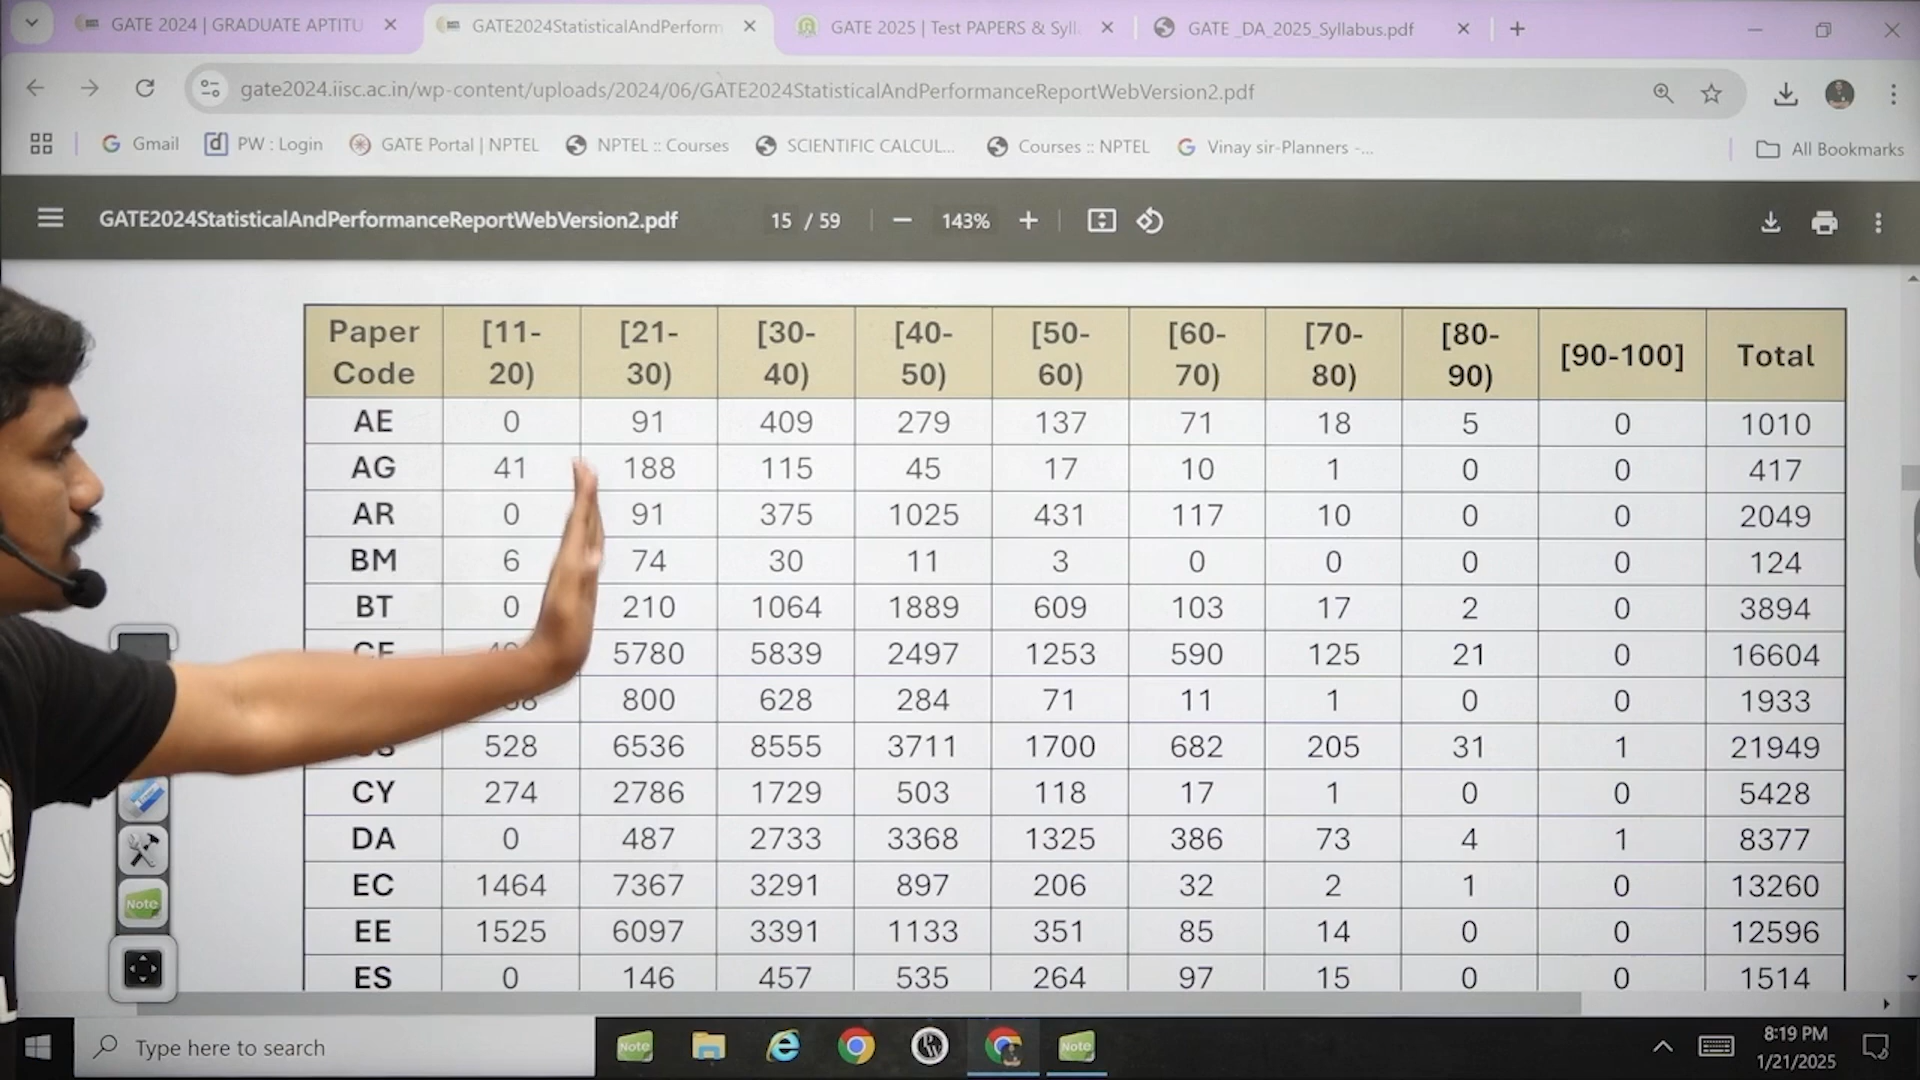 GATE 2024 | GRADUATE APTITU
GATE2024StatisticalAndPerform
GATE 2025 | Test PAPERS & Syll
GATE _DA_2025_Syllabus.pdf
gate2024.iisc.ac.in/wp-content/uploads/2024/06/GATE2024StatisticalAndPerformanceReportWebVersion2.pdf
Gmail PW : Login GATE Portal | NPTEL NPTEL :: Courses SCIENTIFIC CALCUL... Courses :: NPTEL Vinay sir-Planners -... All Bookmarks
GATE2024StatisticalAndPerformanceReportWebVersion2.pdf 15 / 59 143%
Paper Code [11-20) [21-30) [30-40) [40-50) [50-60) [60-70) [70-80) [80-90) [90-100] Total
AE 0 91 409 279 137 71 18 5 0 1010
AG 41 188 115 45 17 10 1 0 0 417
AR 0 91 375 1025 431 117 10 0 0 2049
BM 6 74 30 11 3 0 0 0 0 124
BT 0 210 1064 1889 609 103 17 2 0 3894
CE 5780 5839 2497 1253 590 125 21 0 16604
800 628 284 71 11 1 0 0 1933
528 6536 8555 3711 1700 682 205 31 1 21949
CY 274 2786 1729 503 118 17 1 0 0 5428
DA 0 487 2733 3368 1325 386 73 4 1 8377
EC 1464 7367 3291 897 206 32 2 1 0 13260
EE 1525 6097 3391 1133 351 85 14 0 0 12596
ES 0 146 457 535 264 97 15 0 0 1514
Note
Type here to search
Note
Note
8:19 PM
1/21/2025